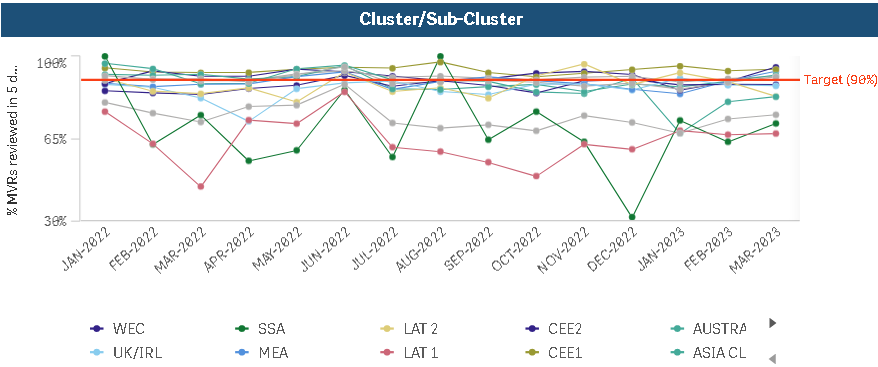 Cluster/Sub-Cluster
% MVRs reviewed in 5 d...
100%
65%
30%
Target (90%)
JAN-2022
FEB-2022
MAR-2022
APR-2022
MAY-2022
JUN-2022
JUL-2022
AUG-2022
SEP-2022
OCT-2022
NOV-2022
DEC-2022
JAN-2023
FEB-2023
MAR-2023
WEC SSA LAT 2 CEE2 AUSTRA
UK/IRL MEA LAT 1 CEE1 ASIA CL